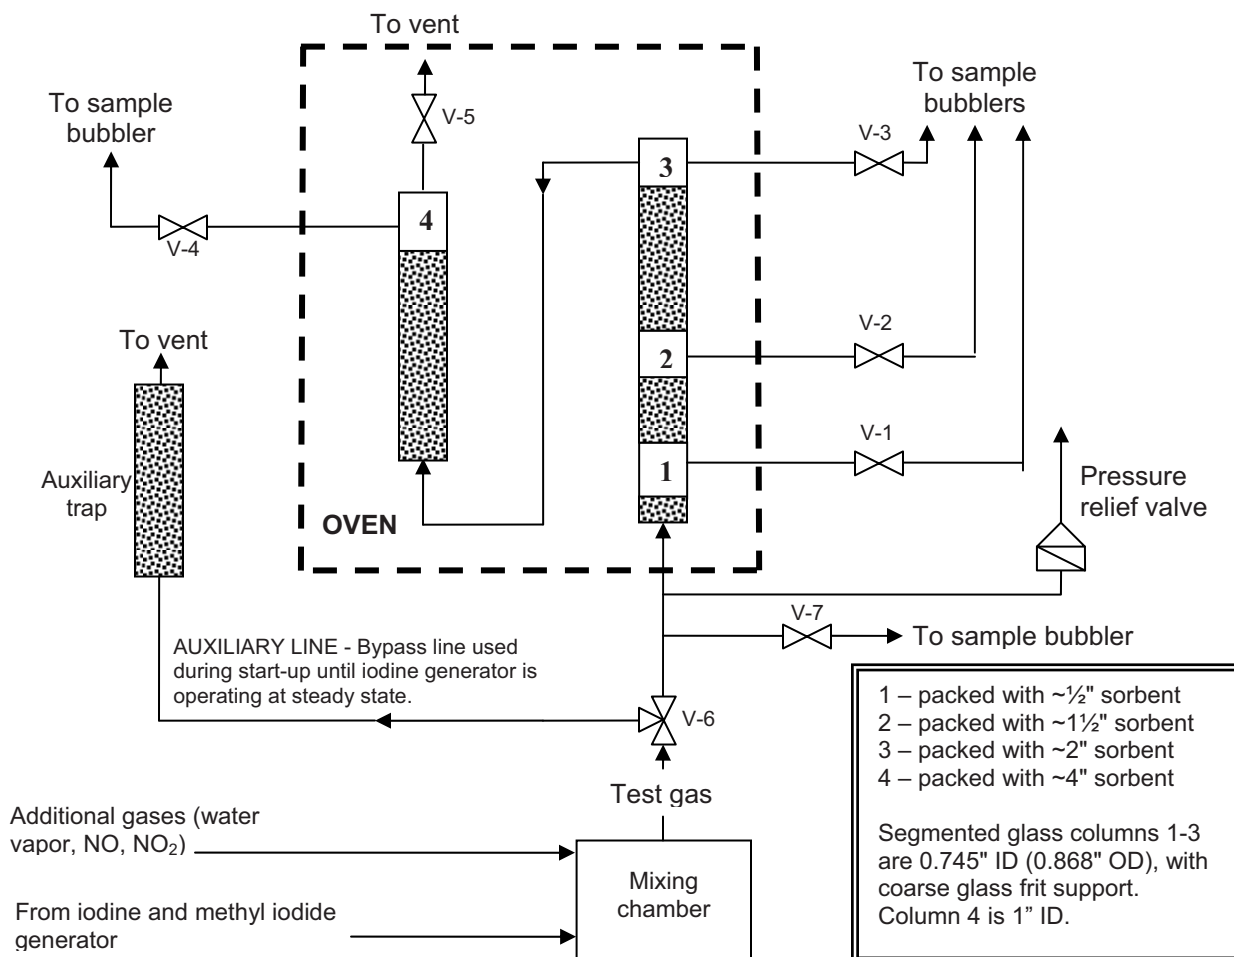 To vent
To sample
bubbler
V-5
V-4
4
3
2
1
V-3
V-2
V-1
To sample
bubblers
To vent
Auxiliary
trap
OVEN
Pressure
relief valve
V-7
To sample bubbler
AUXILIARY LINE - Bypass line used
during start-up until iodine generator is
operating at steady state.
V-6
Test gas
Additional gases (water
vapor, NO, NO₂)
From iodine and methyl iodide
generator
Mixing
chamber
1 – packed with ~½" sorbent
2 – packed with ~1½" sorbent
3 – packed with ~2" sorbent
4 – packed with ~4" sorbent
Segmented glass columns 1-3
are 0.745" ID (0.868" OD), with
coarse glass frit support.
Column 4 is 1” ID.